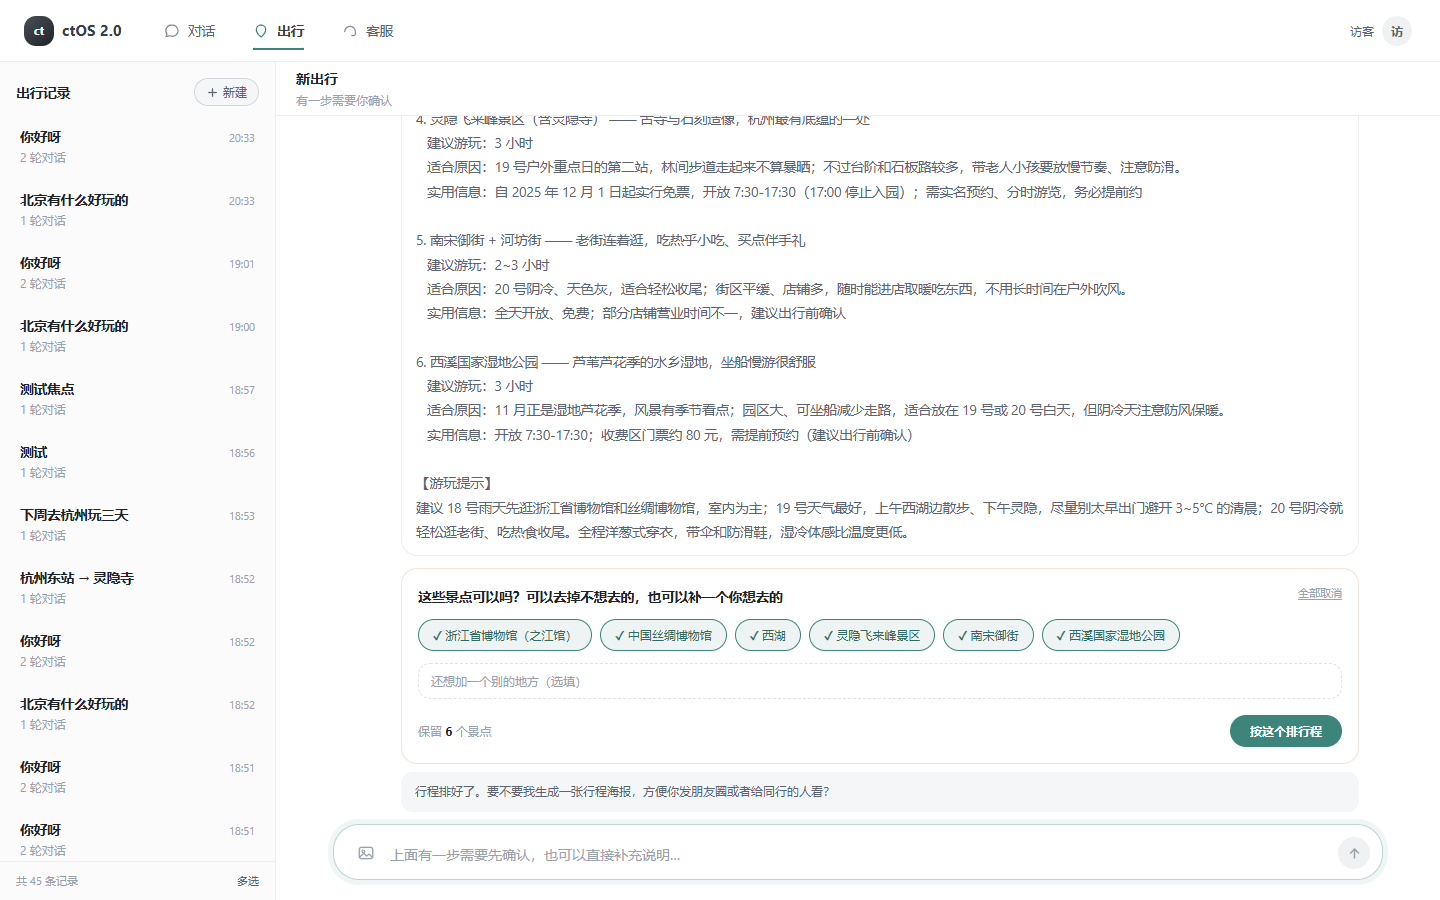 ct
ctOS 2.0
对话
出行
客服
访客
访
出行记录
+ 新建
你好呀
20:33
2 轮对话
北京有什么好玩的
20:33
1 轮对话
你好呀
19:01
2 轮对话
北京有什么好玩的
19:00
1 轮对话
测试焦点
18:57
1 轮对话
测试
18:56
1 轮对话
下周去杭州玩三天
18:53
1 轮对话
杭州东站 → 灵隐寺
18:52
1 轮对话
你好呀
18:52
2 轮对话
北京有什么好玩的
18:52
1 轮对话
你好呀
18:51
2 轮对话
你好呀
18:51
2 轮对话
共 45 条记录
多选
新出行
有一步需要你确认
4. 灵隐飞来峰景区（含灵隐寺） —— 古寺与石刻造像，杭州最有底蕴的一处
建议游玩：3 小时
适合原因：19 号户外重点日的第二站，林间步道走起来不算暴晒；不过台阶和石板路较多，带老人小孩要放慢节奏、注意防滑。
实用信息：自 2025 年 12 月 1 日起实行免票，开放 7:30-17:30（17:00 停止入园）；需实名预约、分时游览，务必提前约
5. 南宋御街 + 河坊街 —— 老街连着逛，吃热乎小吃、买点伴手礼
建议游玩：2~3 小时
适合原因：20 号阴冷、天色灰，适合轻松收尾；街区平缓、店铺多，随时能进店取暖吃东西，不用长时间在户外吹风。
实用信息：全天开放、免费；部分店铺营业时间不一，建议出行前确认
6. 西溪国家湿地公园 —— 芦苇芦花季的水乡湿地，坐船慢游很舒服
建议游玩：3 小时
适合原因：11 月正是湿地芦花季，风景有季节看点；园区大、可坐船减少走路，适合放在 19 号或 20 号白天，但阴冷天注意防风保暖。
实用信息：开放 7:30-17:30；收费区门票约 80 元，需提前预约（建议出行前确认）
【游玩提示】
建议 18 号雨天先逛浙江省博物馆和丝绸博物馆，室内为主；19 号天气最好，上午西湖边散步、下午灵隐，尽量别太早出门避开 3~5°C 的清晨；20 号阴冷就
轻松逛老街、吃热食收尾。全程洋葱式穿衣，带伞和防滑鞋，湿冷体感比温度更低。
这些景点可以吗？可以去掉不想去的，也可以补一个你想去的
全部取消
✓ 浙江省博物馆（之江馆）
✓ 中国丝绸博物馆
✓ 西湖
✓ 灵隐飞来峰景区
✓ 南宋御街
✓ 西溪国家湿地公园
还想加一个别的地方（选填）
保留 6 个景点
按这个排行程
行程排好了。要不要我生成一张行程海报，方便你发朋友圈或者给同行的人看？
上面有一步需要先确认，也可以直接补充说明...